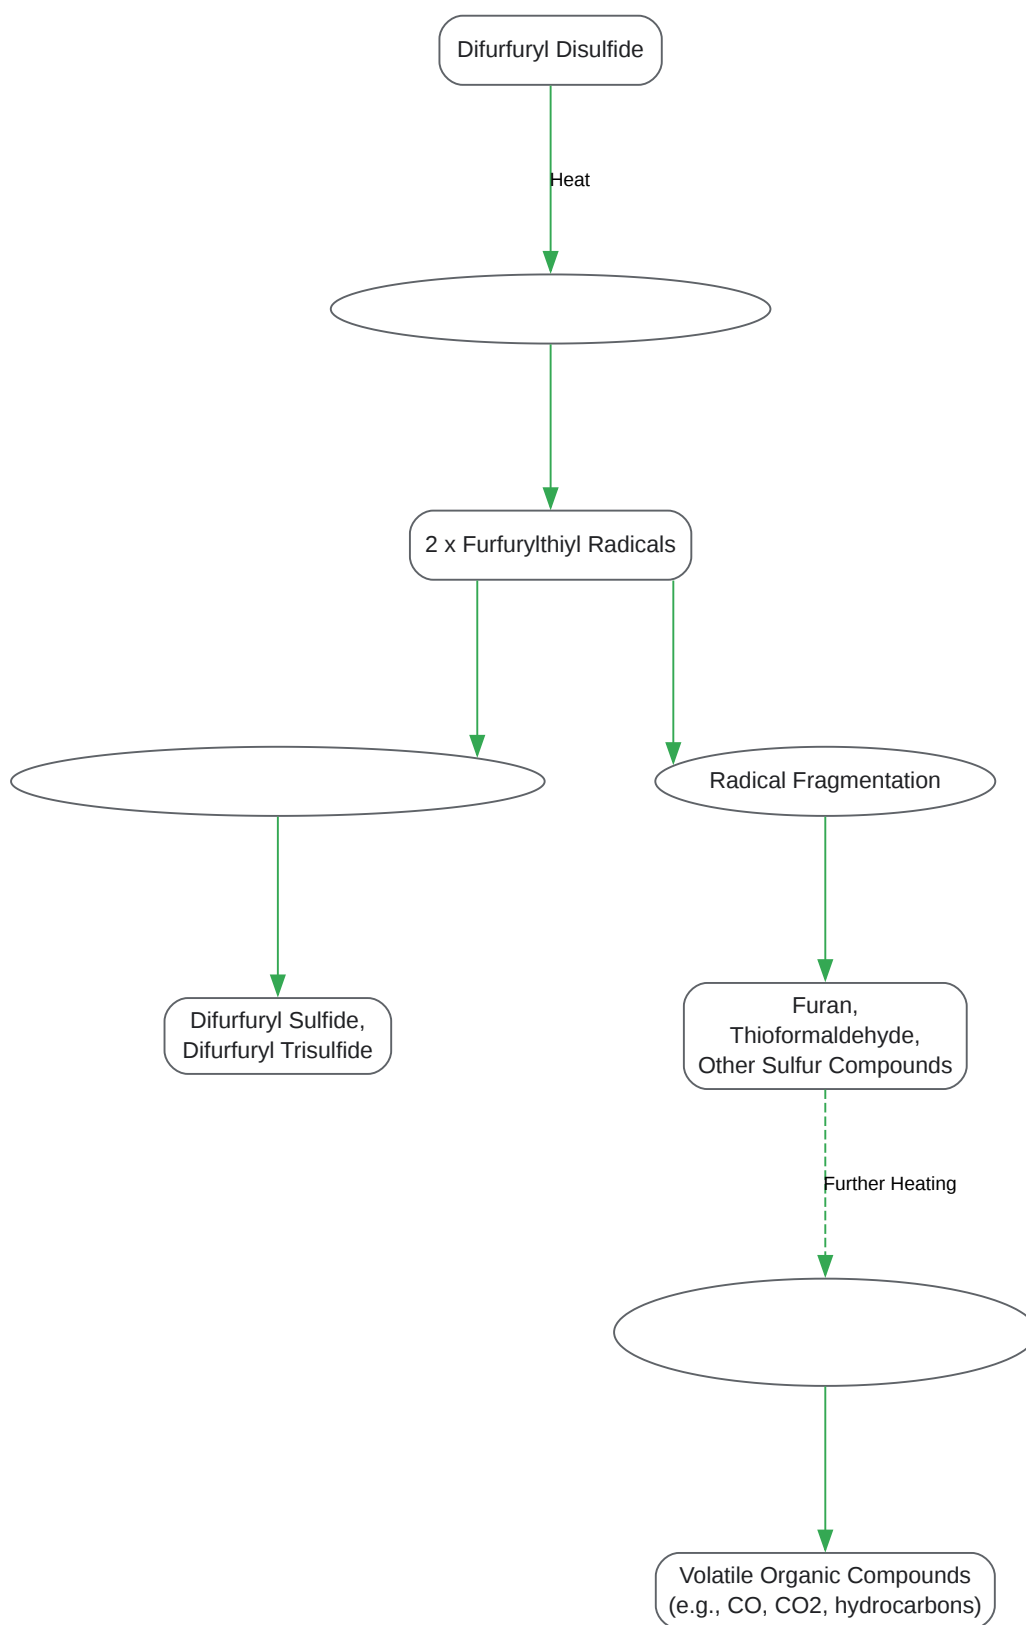 Difurfuryl Disulfide
Heat
2 x Furfurylthiyl Radicals
Radical Fragmentation
Difurfuryl Sulfide,
Difurfuryl Trisulfide
Furan,
Thioformaldehyde,
Other Sulfur Compounds
Further Heating
Volatile Organic Compounds
(e.g., CO, CO2, hydrocarbons)